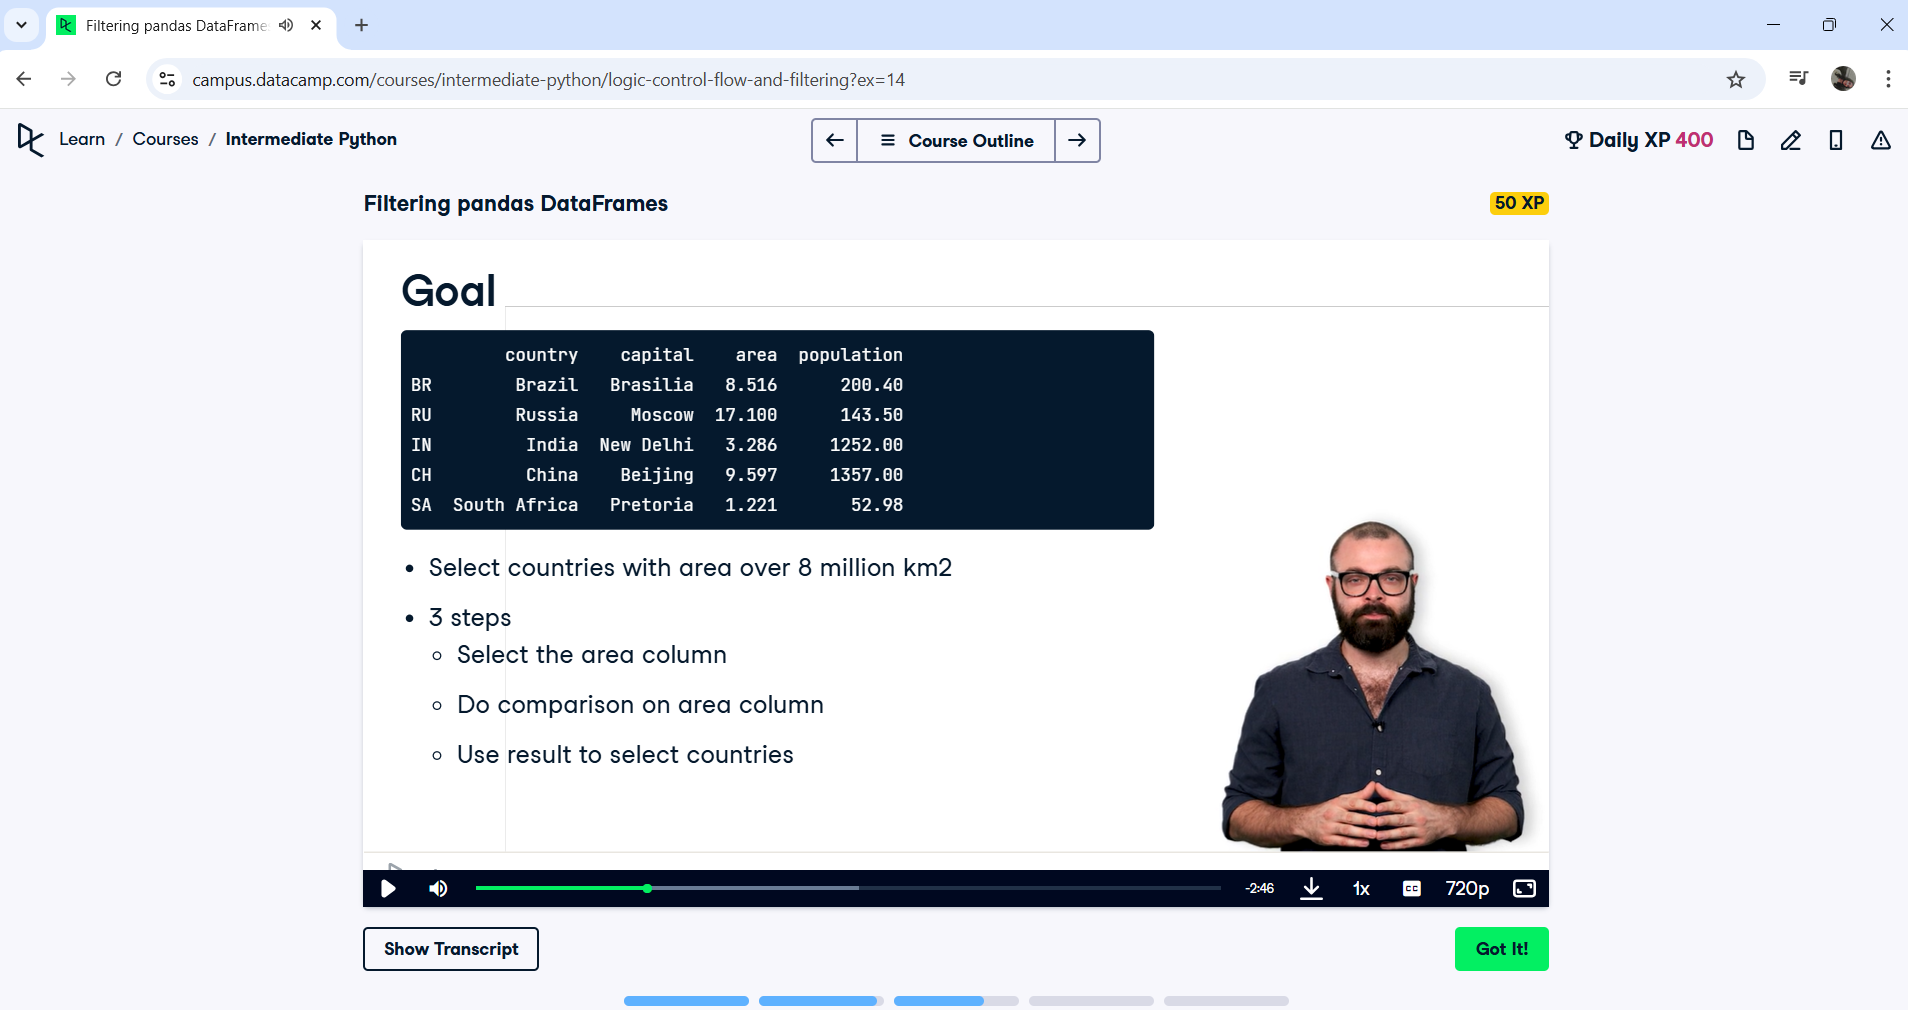 Filtering pandas DataFrame
campus.datacamp.com/courses/intermediate-python/logic-control-flow-and-filtering?ex=14
Learn / Courses / Intermediate Python
Course Outline
Daily XP 400
Filtering pandas DataFrames
50 XP
Goal
country capital area population
BR Brazil Brasilia 8.516 200.40
RU Russia Moscow 17.100 143.50
IN India New Delhi 3.286 1252.00
CH China Beijing 9.597 1357.00
SA South Africa Pretoria 1.221 52.98
• Select countries with area over 8 million km2
• 3 steps
○ Select the area column
○ Do comparison on area column
○ Use result to select countries
-2:46 1x CC 720p
Show Transcript
Got It!